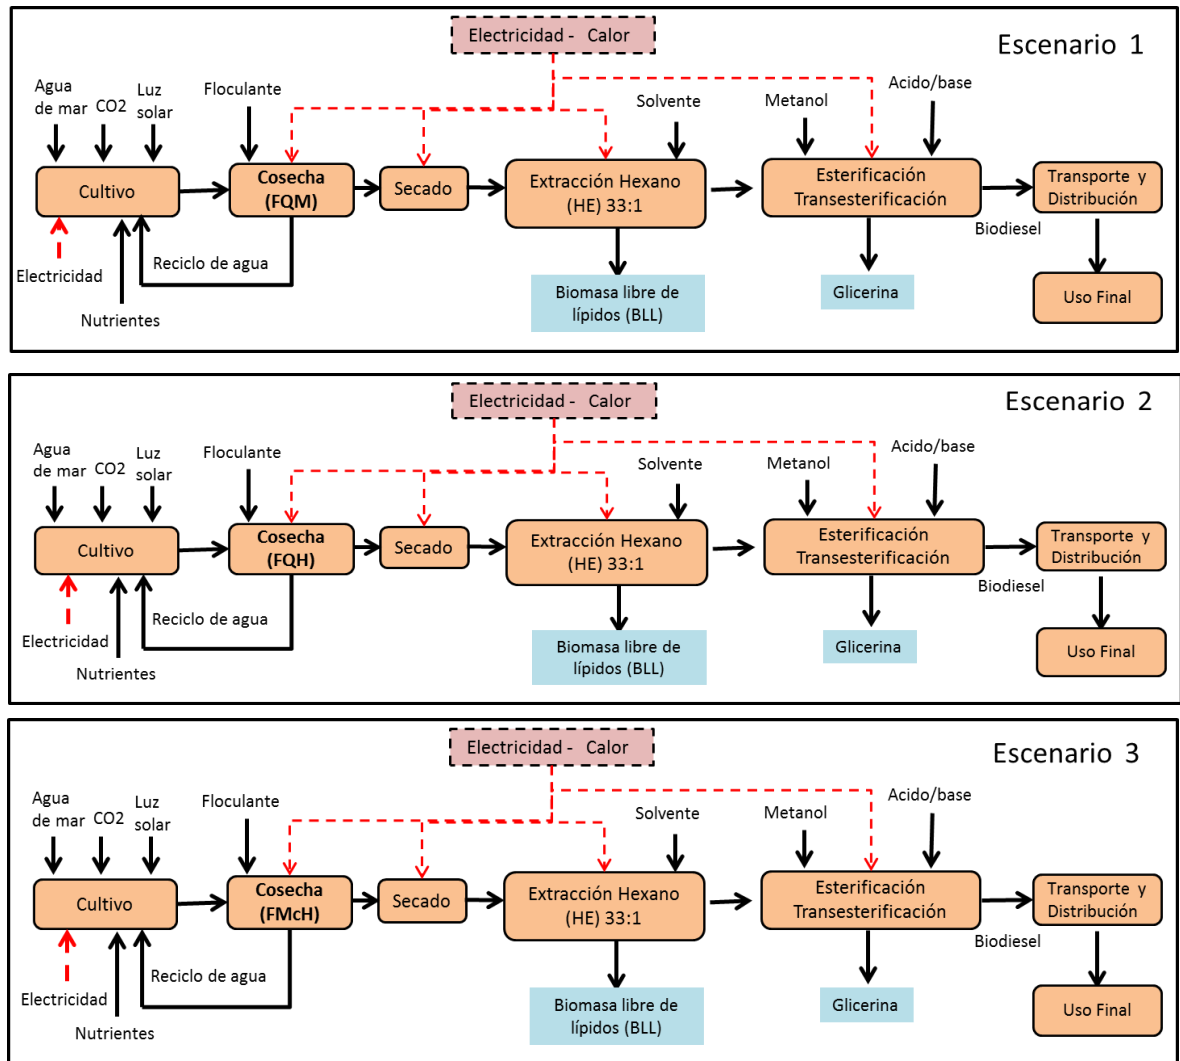 Electricidad - Calor
Escenario 1
Agua
de mar
CO2
Luz
solar
Floculante
Solvente
Metanol
Acido/base
Cultivo
Cosecha
(FQM)
Secado
Extracción Hexano
(HE) 33:1
Esterificación
Transesterificación
Transporte y
Distribución
Biodiesel
Electricidad
Reciclo de agua
Nutrientes
Biomasa libre de
lípidos (BLL)
Glicerina
Uso Final
Electricidad - Calor
Escenario 2
Agua
de mar
CO2
Luz
solar
Floculante
Solvente
Metanol
Acido/base
Cultivo
Cosecha
(FQH)
Secado
Extracción Hexano
(HE) 33:1
Esterificación
Transesterificación
Transporte y
Distribución
Biodiesel
Electricidad
Reciclo de agua
Nutrientes
Biomasa libre de
lípidos (BLL)
Glicerina
Uso Final
Electricidad - Calor
Escenario 3
Agua
de mar
CO2
Luz
solar
Floculante
Solvente
Metanol
Acido/base
Cultivo
Cosecha
(FMcH)
Secado
Extracción Hexano
(HE) 33:1
Esterificación
Transesterificación
Transporte y
Distribución
Biodiesel
Electricidad
Reciclo de agua
Nutrientes
Biomasa libre de
lípidos (BLL)
Glicerina
Uso Final